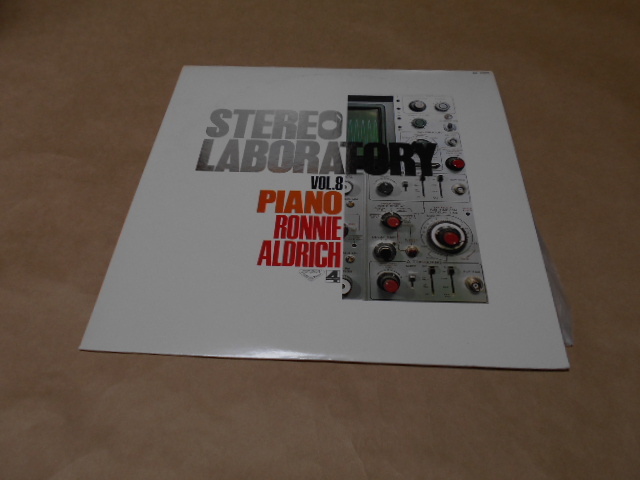 STEREO
LABORATORY
VOL.8
PIANO
RONNIE
ALDRICH
4